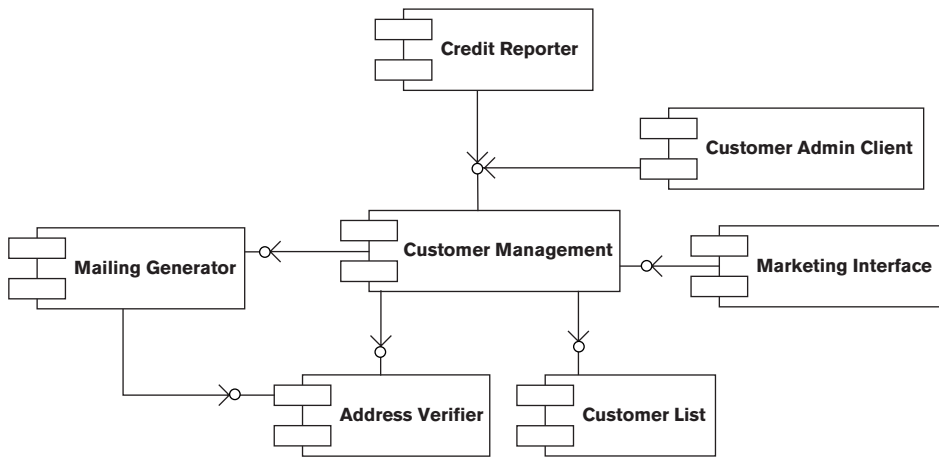 Credit Reporter
Customer Admin Client
Customer Management
Mailing Generator
Marketing Interface
Address Verifier
Customer List